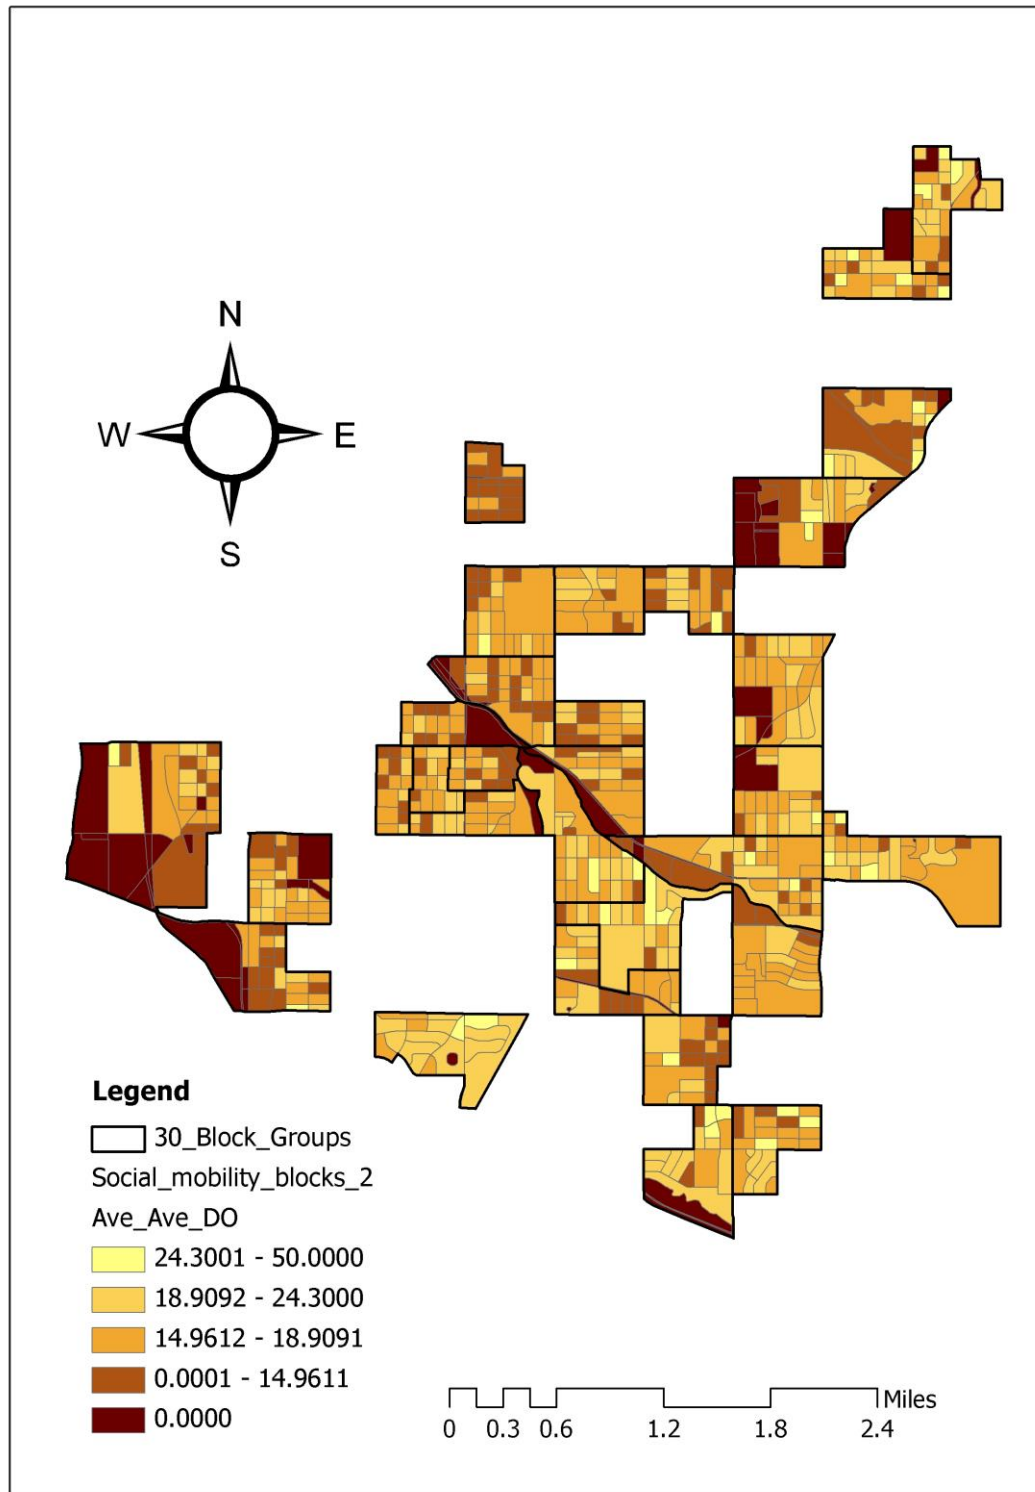 N
W E
S
Legend
30_Block_Groups
Social_mobility_blocks_2
Ave_Ave_DO
24.3001 - 50.0000
18.9092 - 24.3000
14.9612 - 18.9091
0.0001 - 14.9611
0.0000
Miles
0 0.3 0.6 1.2 1.8 2.4